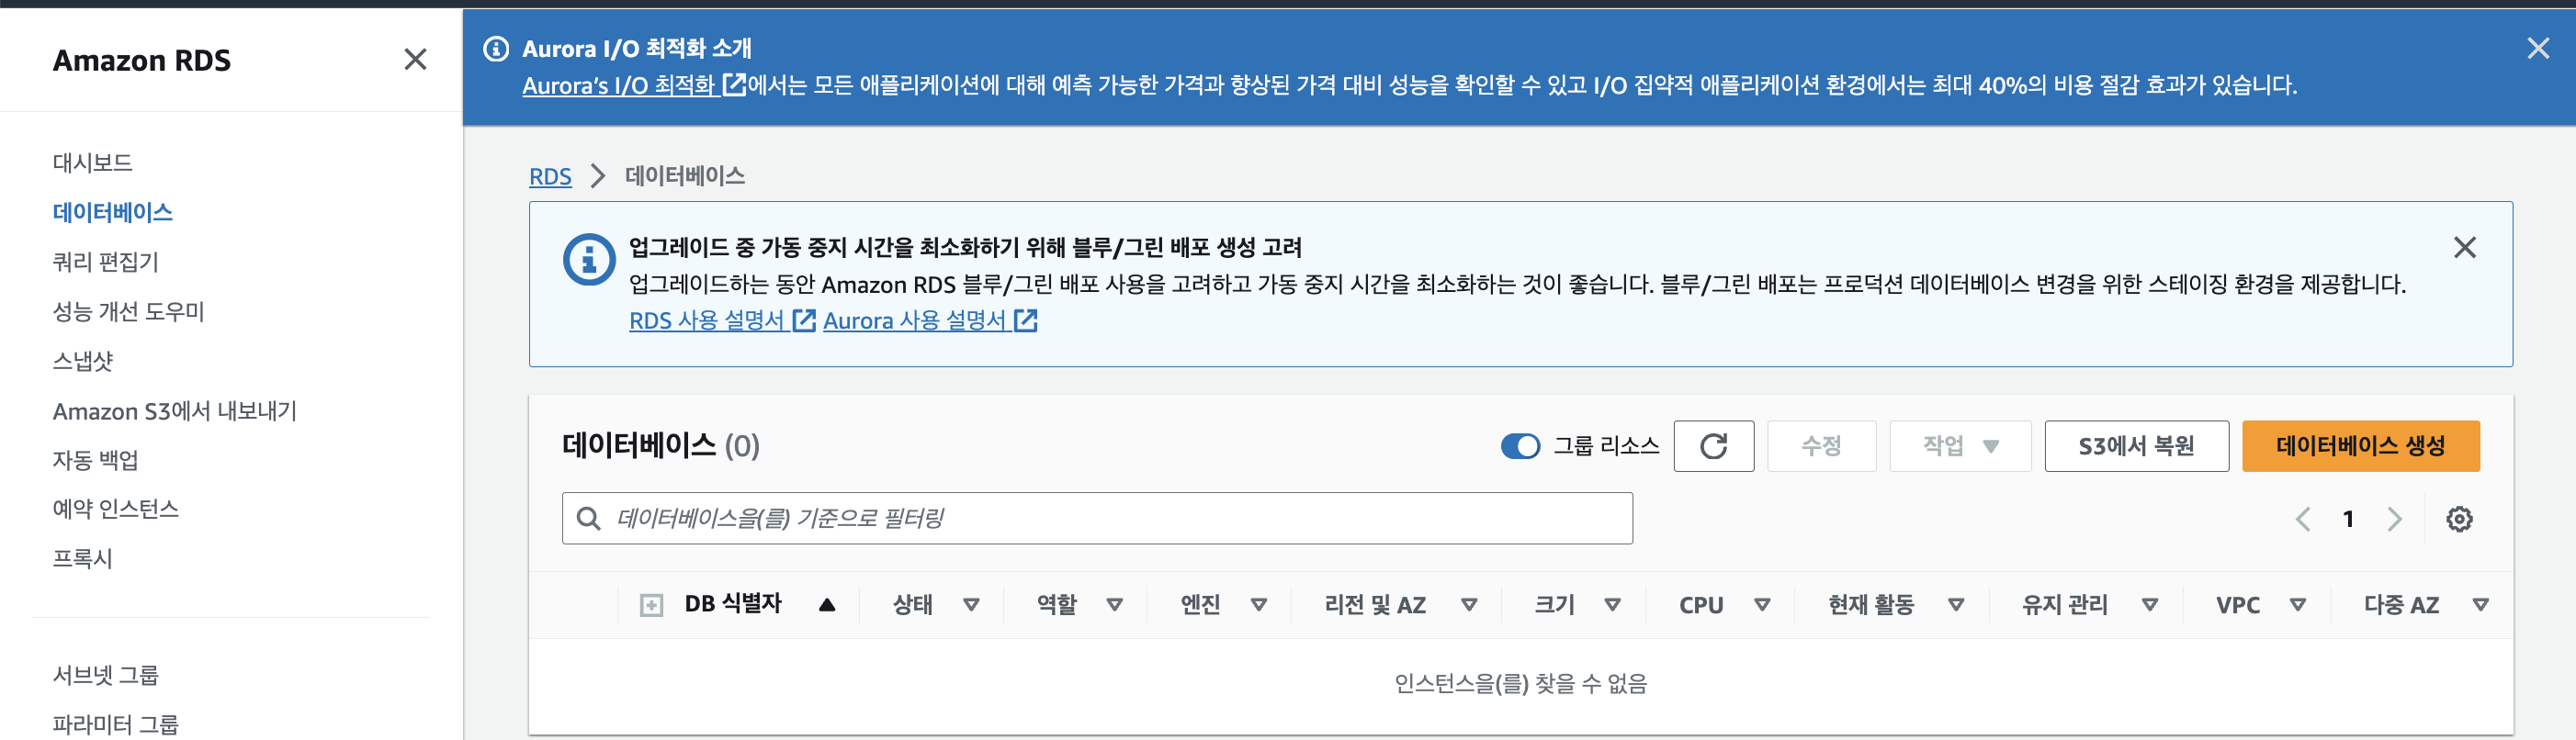 Amazon RDS
대시보드
데이터베이스
쿼리 편집기
성능 개선 도우미
스냅샷
Amazon S3에서 내보내기
자동 백업
예약 인스턴스
프록시
서브넷 그룹
파라미터 그룹
Aurora I/O 최적화 소개
Aurora's I/O 최적화에서는 모든 애플리케이션에 대해 예측 가능한 가격과 향상된 가격 대비 성능을 확인할 수 있고 I/O 집약적 애플리케이션 환경에서는 최대 40%의 비용 절감 효과가 있습니다.
RDS > 데이터베이스
업그레이드 중 가동 중지 시간을 최소화하기 위해 블루/그린 배포 생성 고려
업그레이드하는 동안 Amazon RDS 블루/그린 배포 사용을 고려하고 가동 중지 시간을 최소화하는 것이 좋습니다. 블루/그린 배포는 프로덕션 데이터베이스 변경을 위한 스테이징 환경을 제공합니다.
RDS 사용 설명서 Aurora 사용 설명서
데이터베이스 (0) 그룹 리소스 수정 작업 S3에서 복원 데이터베이스 생성
데이터베이스을(를) 기준으로 필터링 1
DB 식별자 상태 역할 엔진 리전 및 AZ 크기 CPU 현재 활동 유지 관리 VPC 다중 AZ
인스턴스을(를) 찾을 수 없음